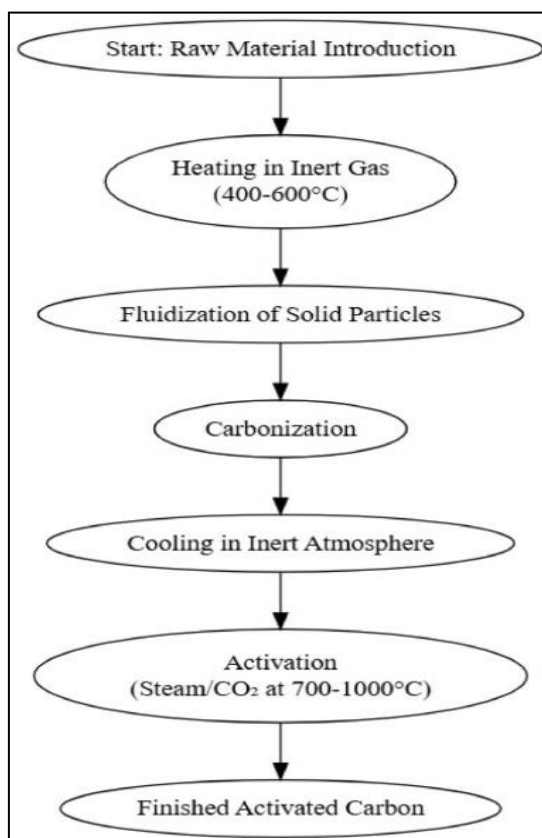 Start: Raw Material Introduction
Heating in Inert Gas
(400-600°C)
Fluidization of Solid Particles
Carbonization
Cooling in Inert Atmosphere
Activation
(Steam/CO₂ at 700-1000°C)
Finished Activated Carbon